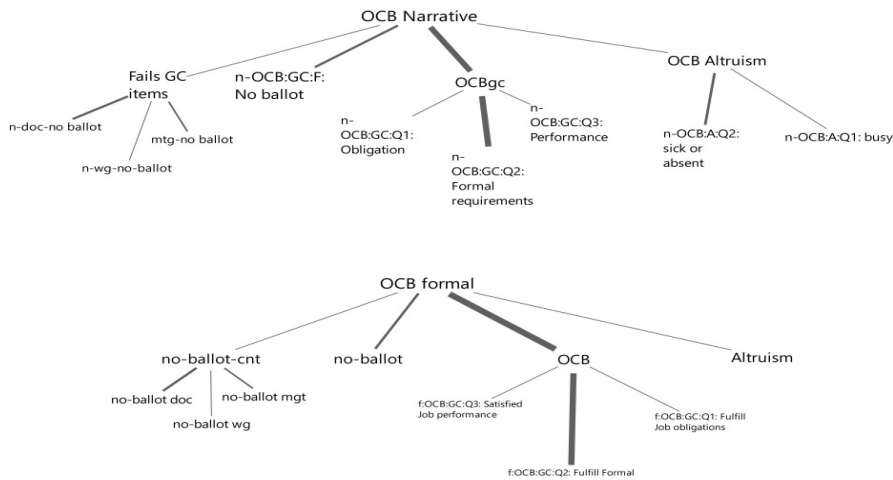 OCB Narrative
Fails GC
items
n-OCB:GC:F:
No ballot
OCBgc
OCB Altruism
n-doc-no ballot
mtg-no ballot
n-wg-no-ballot
n-
OCB:GC:Q1:
Obligation
n-
OCB:GC:Q3:
Performance
n-
OCB:GC:Q2:
Formal
requirements
n-OCB:A:Q2:
sick or
absent
n-OCB:A:Q1: busy
OCB formal
no-ballot-cnt
no-ballot
OCB
Altruism
no-ballot doc
no-ballot mgt
no-ballot wg
f:OCB:GC:Q3: Satisfied
Job performance
f:OCB:GC:Q1: Fulfill
Job obligations
f:OCB:GC:Q2: Fulfill Formal